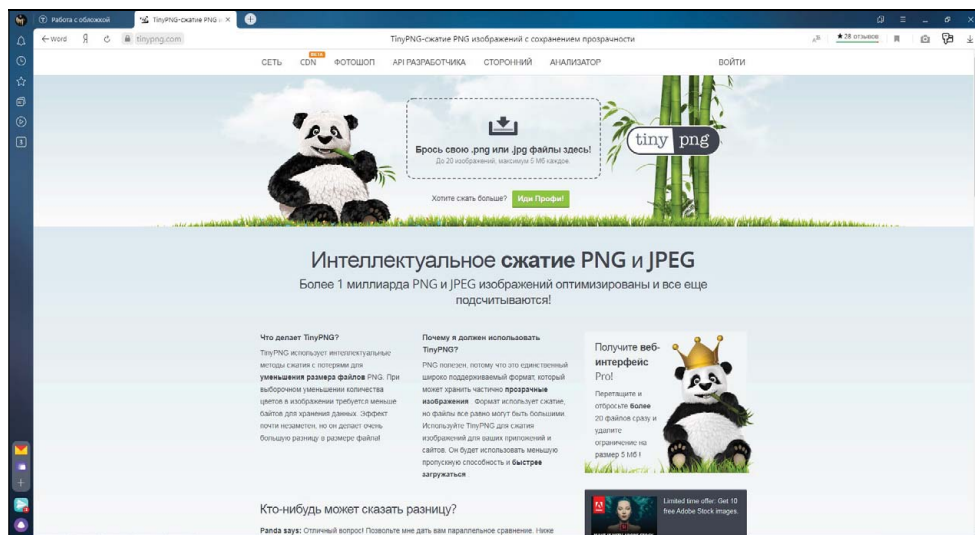 Работа с обложкой
TinyPNG-сжатие PNG и
←Word
Я
tinypng.com
TinyPNG-сжатие PNG изображений с сохранением прозрачности
★28 отзывов
BETA
СЕТЬ CDN ФОТОШОП API РАЗРАБОТЧИКА СТОРОННИЙ АНАЛИЗАТОР ВОЙТИ
Брось свою .png или .jpg файлы здесь!
До 20 изображений, максимум 5 Мб каждое.
tiny png
Хотите сжать больше? Иди Профи!
Интеллектуальное сжатие PNG и JPEG
Более 1 миллиарда PNG и JPEG изображений оптимизированы и все еще
подсчитываются!
Что делает TinyPNG?
TinyPNG использует интеллектуальные
методы сжатия с потерями для
уменьшения размера файлов PNG. При
выборочном уменьшении количества
цветов в изображении требуется меньше
байтов для хранения данных. Эффект
почти незаметен, но он делает очень
большую разницу в размере файла!
Почему я должен использовать
TinyPNG?
PNG полезен, потому что это единственный
широко поддерживаемый формат, который
может хранить частично прозрачные
изображения . Формат использует сжатие,
но файлы все равно могут быть большими.
Используйте TinyPNG для сжатия
изображений для ваших приложений и
сайтов. Он будет использовать меньшую
пропускную способность и быстрее
загружаться.
Получите веб-
интерфейс
Pro!
Перетащите и
отбросьте более
20 файлов сразу и
удалите
ограничение на
размер 5 Мб !
Кто-нибудь может сказать разницу?
Panda says: Отличный вопрос! Позвольте мне дать вам параллельное сравнение. Ниже
Limited time offer: Get 10
free Adobe Stock images.